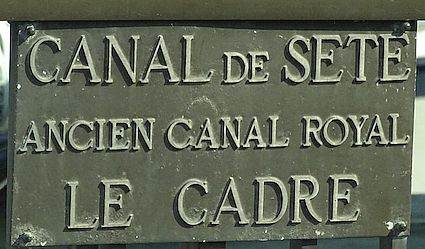 CANAL DE SETE
ANCIEN CANAL ROYAL
LE CADRE